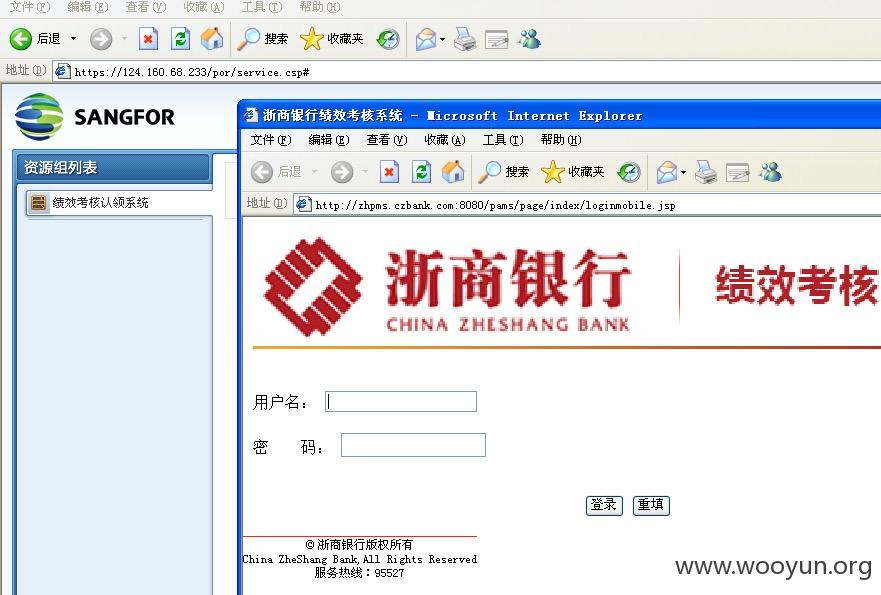 文件(F) 编辑(E) 查看(V) 收藏(A) 工具(T) 帮助(H)
后退 搜索 收藏夹
地址(D) https://124.160.68.233/por/service.csp#
SANGFOR
资源组列表
绩效考核认领系统
浙商银行绩效考核系统 - Microsoft Internet Explorer
文件(F) 编辑(E) 查看(V) 收藏(A) 工具(T) 帮助(H)
后退 搜索 收藏夹
地址(D) http://zhpms.czbank.com:8080/pams/page/index/loginmobile.jsp
浙商银行 绩效考核
CHINA ZHESHANG BANK
用户名:
密 码:
登录 重填
©浙商银行版权所有
China ZheShang Bank,All Rights Reserved
服务热线：95527
www.wooyun.org